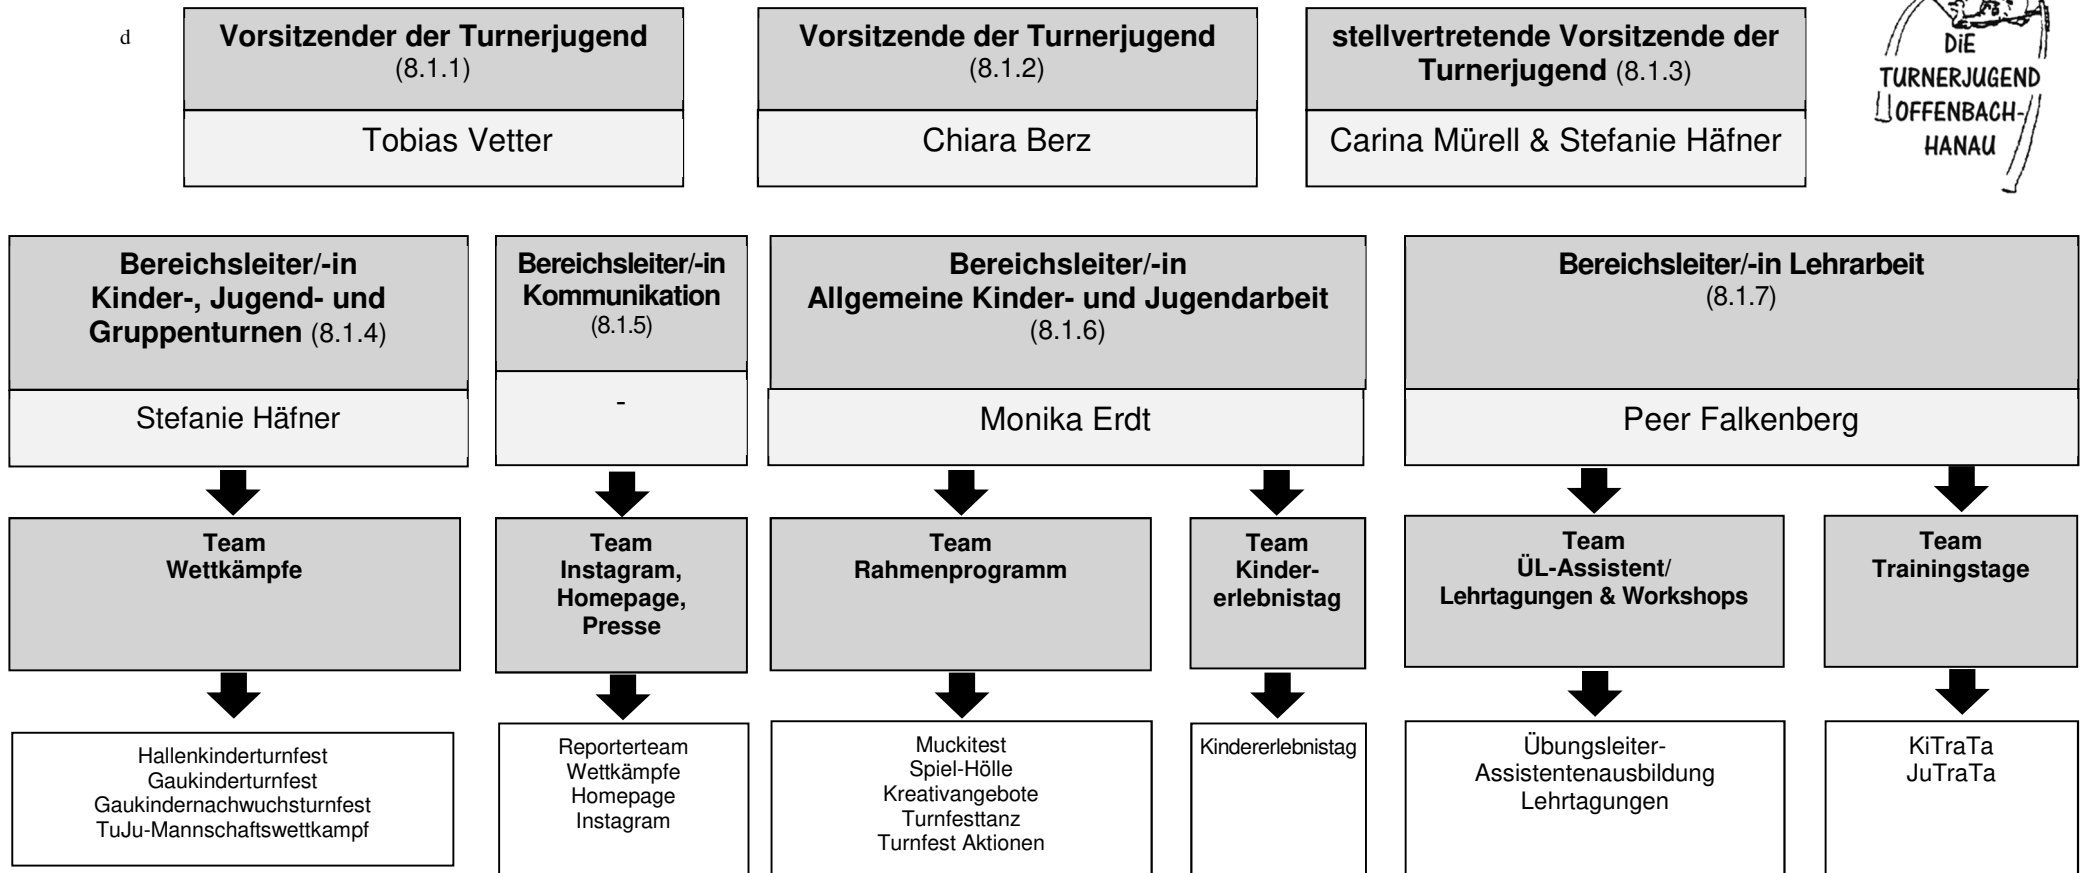 d
Vorsitzender der Turnerjugend
(8.1.1)
Tobias Vetter
Vorsitzende der Turnerjugend
(8.1.2)
Chiara Berz
stellvertretende Vorsitzende der
Turnerjugend (8.1.3)
Carina Mürell & Stefanie Häfner
DiE
TURNERJUGEND
OFFENBACH-
HANAU
Bereichsleiter/-in
Kinder-, Jugend- und
Gruppenturnen (8.1.4)
Stefanie Häfner
Bereichsleiter/-in
Kommunikation
(8.1.5)
-
Bereichsleiter/-in
Allgemeine Kinder- und Jugendarbeit
(8.1.6)
Monika Erdt
Bereichsleiter/-in Lehrarbeit
(8.1.7)
Peer Falkenberg
Team
Wettkämpfe
Team
Instagram,
Homepage,
Presse
Team
Rahmenprogramm
Team
Kinder-
erlebnistag
Team
ÜL-Assistent/
Lehrtagungen & Workshops
Team
Trainingstage
Hallenkinderturnfest
Gaukinderturnfest
Gaukindernachwuchsturnfest
TuJu-Mannschaftswettkampf
Reporterteam
Wettkämpfe
Homepage
Instagram
Muckitest
Spiel-Hölle
Kreativangebote
Turnfesttanz
Turnfest Aktionen
Kindererlebnistag
Übungsleiter-
Assistentenausbildung
Lehrtagungen
KiTraTa
JuTraTa